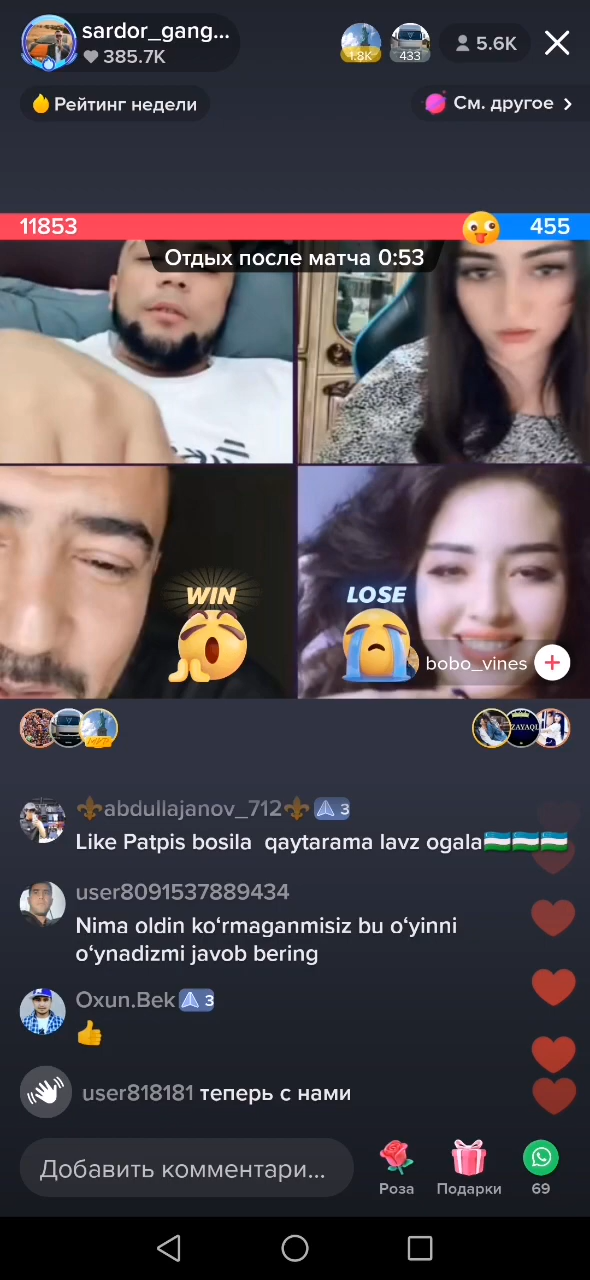 sardor_gang...
385.7K
1.8K
433
5.6K
Рейтинг недели
См. другое
11853
455
Отдых после матча 0:53
WIN
LOSE
bobo_vines
ZAYAQL
abdullajanov_712
3
Like Patpis bosila qaytarama lavz ogala
user8091537889434
Nima oldin ko‘rmaganmisiz bu o‘yinni
o‘ynadizmi javob bering
Oxun.Bek
3
user818181 теперь с нами
Добавить комментари...
Роза
Подарки
69